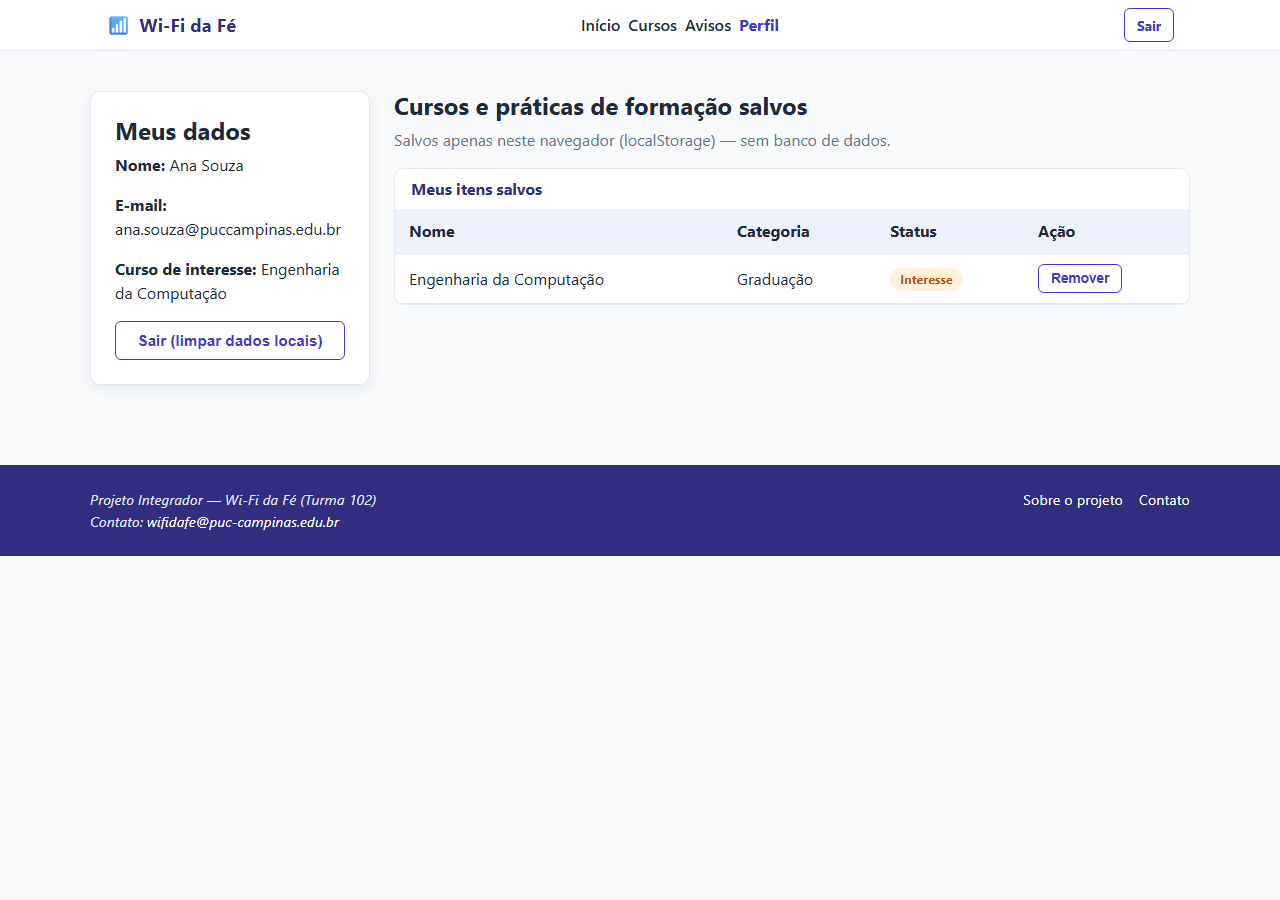 Wi-Fi da Fé
Início Cursos Avisos Perfil
Sair
Meus dados
Nome: Ana Souza
E-mail:
ana.souza@puccampinas.edu.br
Curso de interesse: Engenharia
da Computação
Sair (limpar dados locais)
Cursos e práticas de formação salvos
Salvos apenas neste navegador (localStorage) — sem banco de dados.
Meus itens salvos
Nome Categoria Status Ação
Engenharia da Computação Graduação Interesse Remover
Projeto Integrador — Wi-Fi da Fé (Turma 102)
Contato: wifidafe@puc-campinas.edu.br
Sobre o projeto Contato